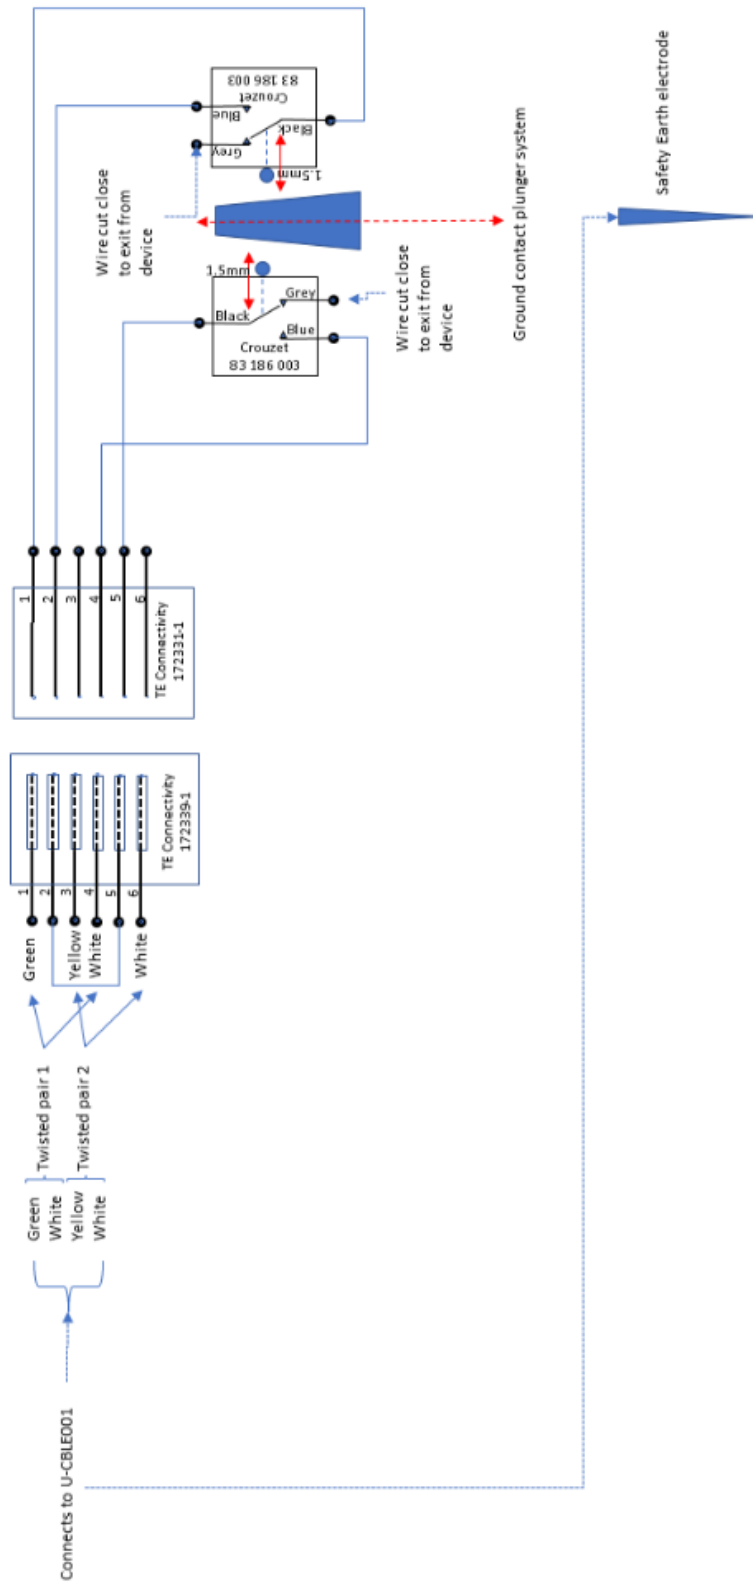 Connects to U-CBLE001
Green
White
Yellow
White
Twisted pair 1
Twisted pair 2
Green
Yellow
White
White
1
2
3
4
5
6
TE Connectivity
172339-1
1
2
3
4
5
6
TE Connectivity
172331-1
Wire cut close
to exit from
device
Blue
Grey
Black
Crouzet
83 186 003
1.5mm
1.5mm
Black
Grey
Blue
Crouzet
83 186 003
Wire cut close
to exit from
device
Ground contact plunger system
Safety Earth electrode